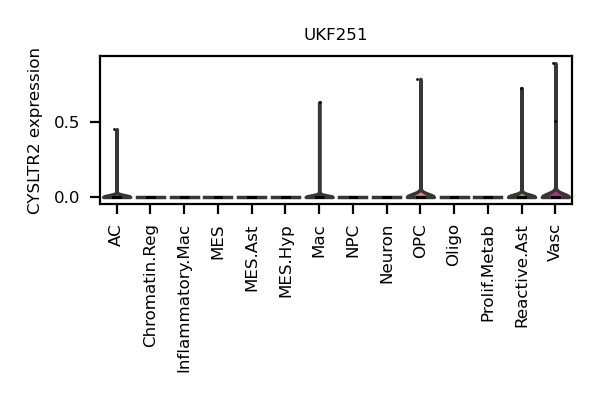 UKF251
CYSLTR2 expression
0.5
0.0
AC
Chromatin.Reg
Inflammatory.Mac
MES
MES.Ast
MES.Hyp
Mac
NPC
Neuron
OPC
Oligo
Prolif.Metab
Reactive.Ast
Vasc